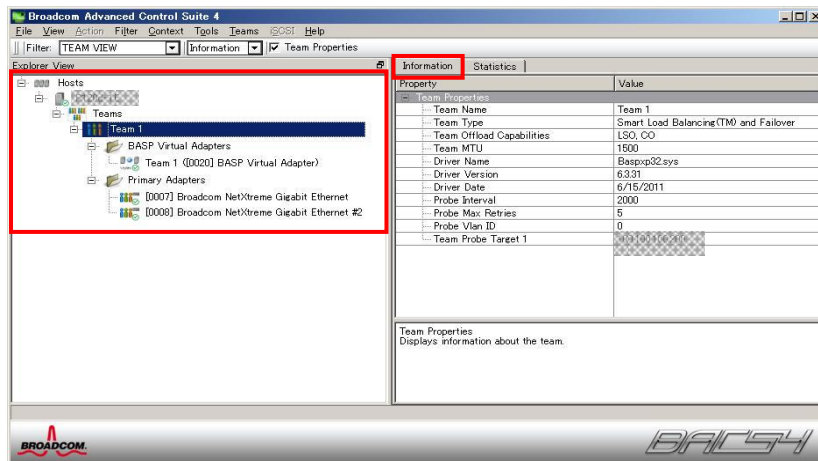 Broadcom Advanced Control Suite 4
File View Action Filter Context Tools Teams iSCSI Help
Filter: TEAM VIEW Information Team Properties
Explorer View
Hosts
Teams
Team 1
BASP Virtual Adapters
Team 1 ([0020] BASP Virtual Adapter)
Primary Adapters
[0007] Broadcom NetXtreme Gigabit Ethernet
[0008] Broadcom NetXtreme Gigabit Ethernet #2
Information Statistics
Property Value
Team Properties
Team Name Team 1
Team Type Smart Load Balancing(TM) and Failover
Team Offload Capabilities LSO, CO
Team MTU 1500
Driver Name Baspxp32.sys
Driver Version 6.3.31
Driver Date 6/15/2011
Probe Interval 2000
Probe Max Retries 5
Probe Vlan ID 0
Team Probe Target 1
Team Properties
Displays information about the team.
BROADCOM.
BACS4